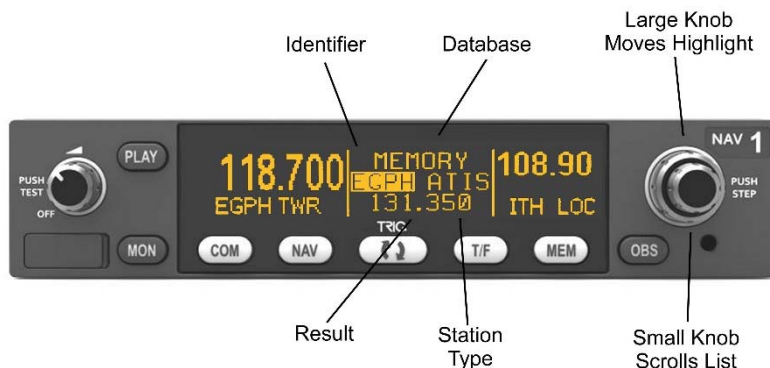 Identifier
Database
Large Knob
Moves Highlight
PUSH
TEST
OFF
PLAY
MON
118.700
EGPH TWR
MEMORY
EGPH ATIS
131.350
108.90
ITH LOC
NAV 1
PUSH
STEP
TRIG
COM
NAV
T/F
MEM
OBS
Result
Station
Type
Small Knob
Scrolls List